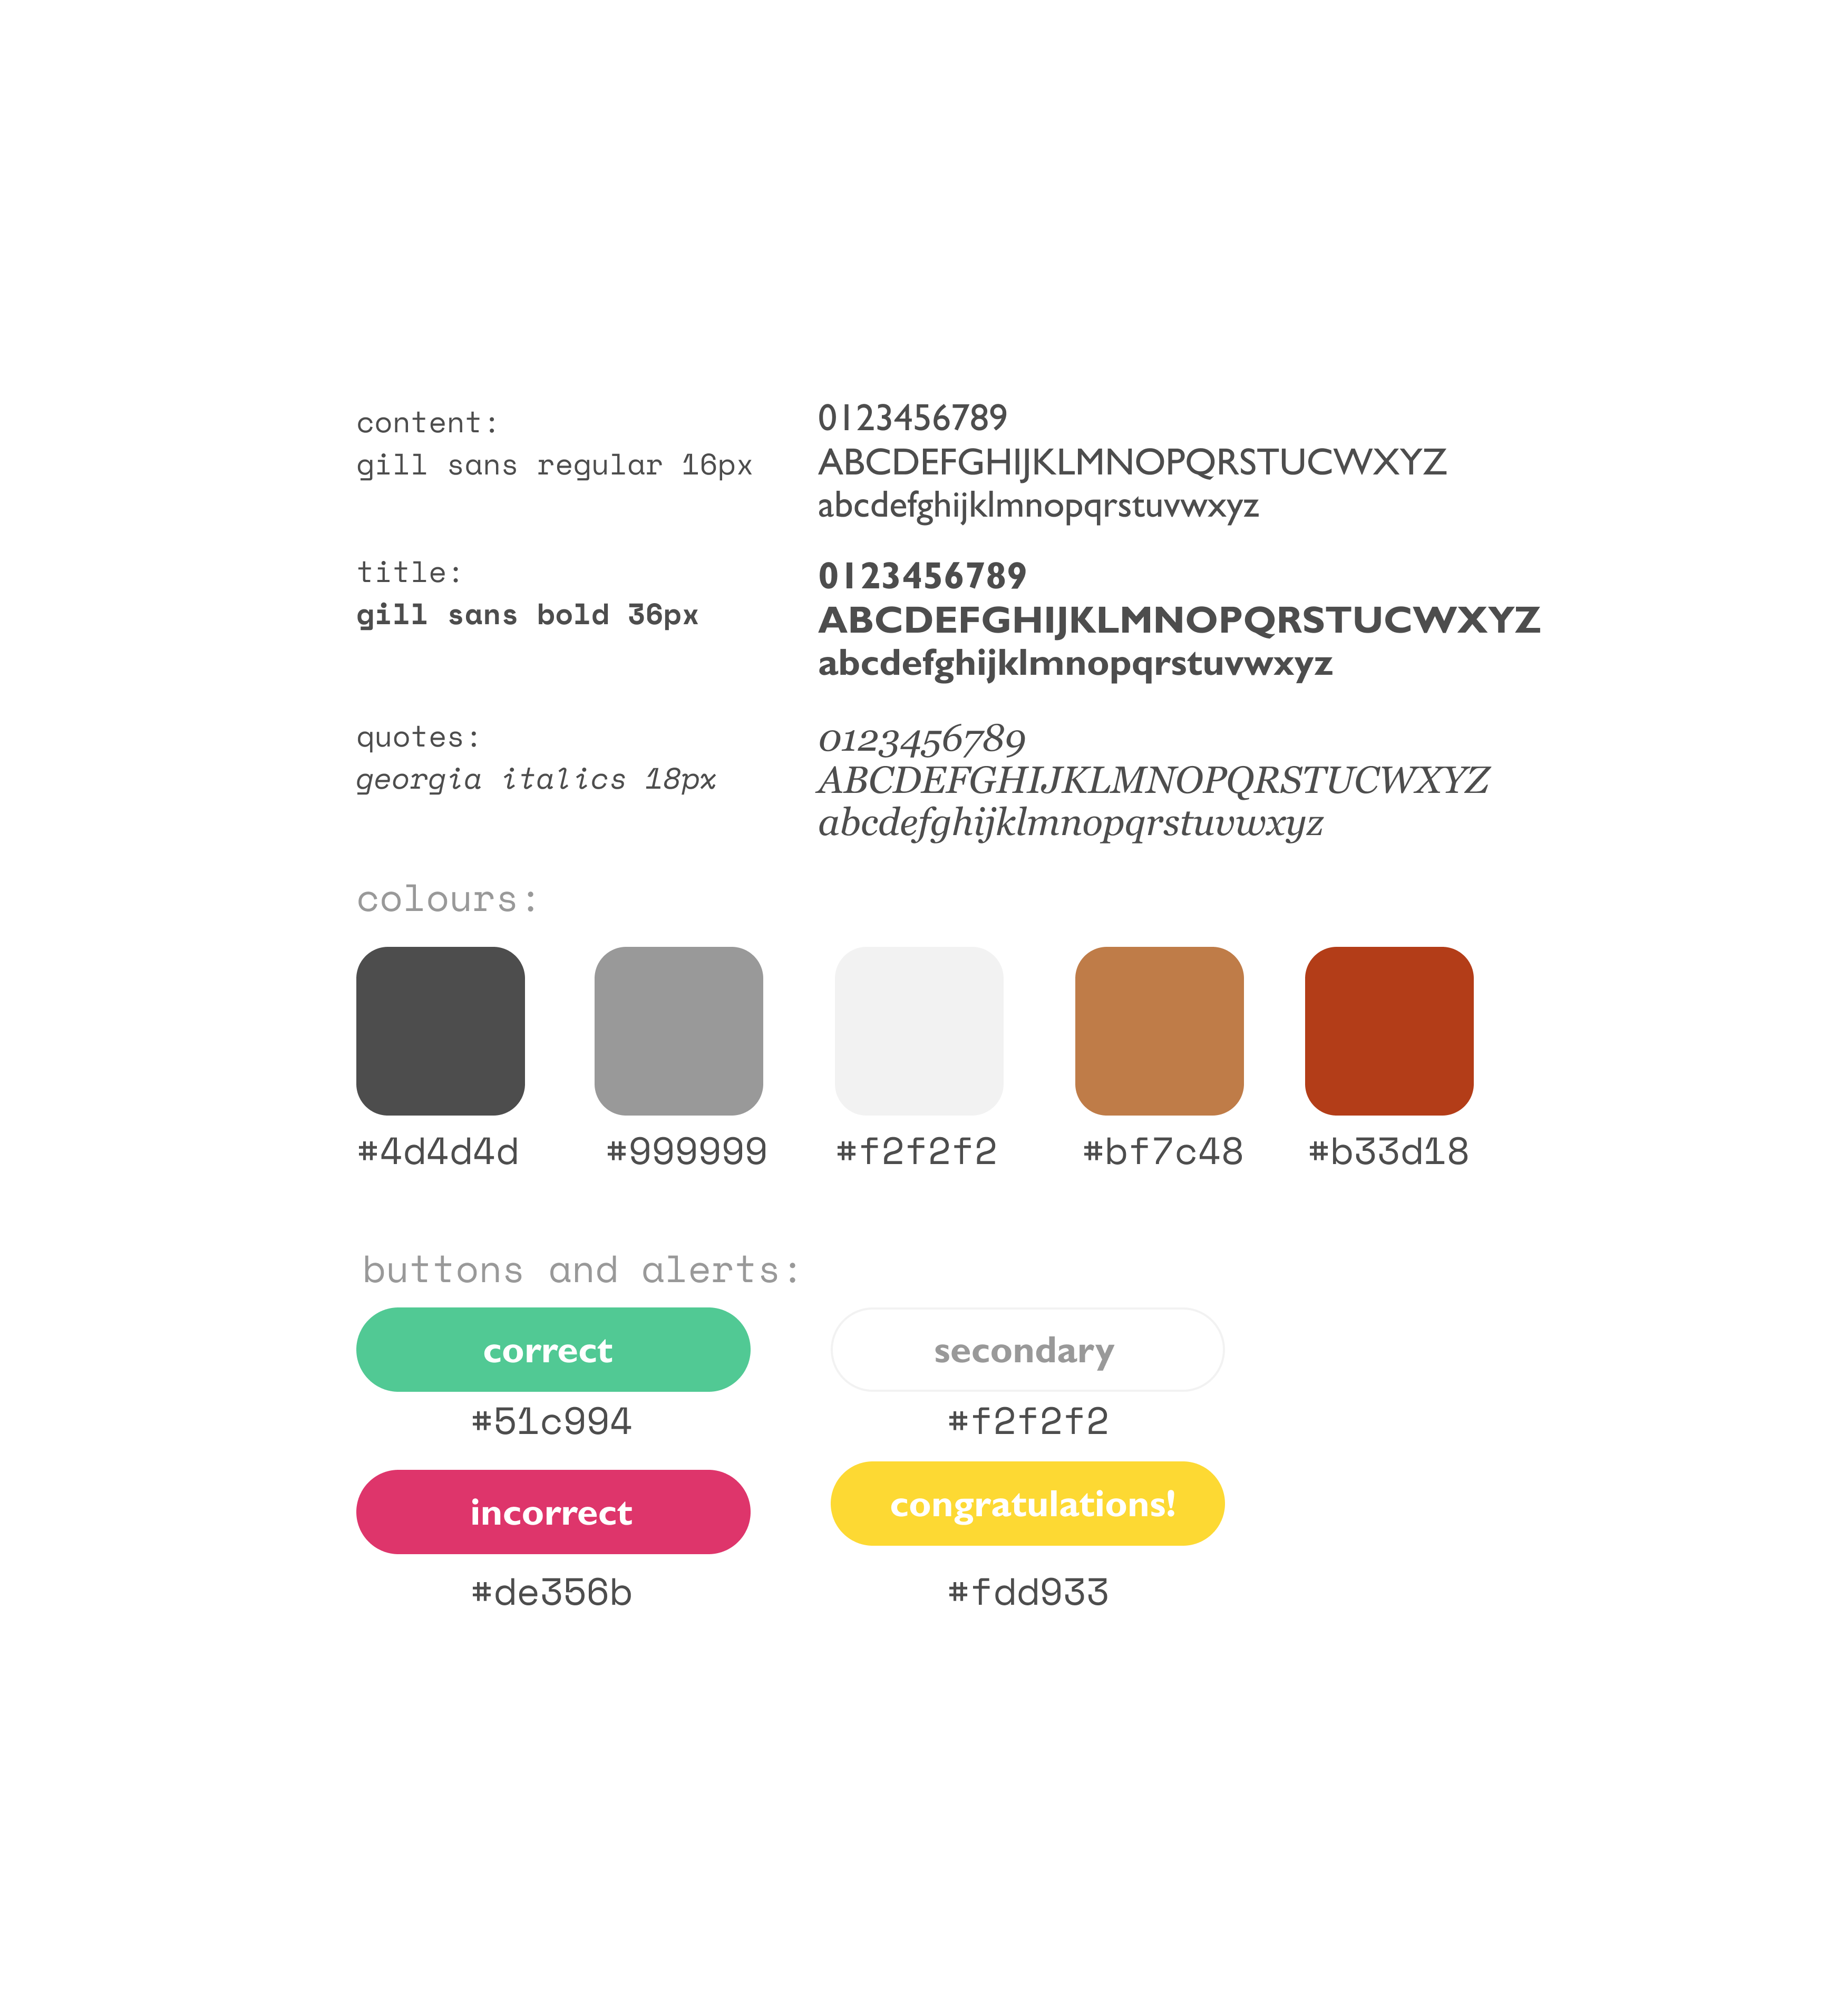 content:
gill sans regular 16px
0123456789
ABCDEFGHIJKLMNOPQRSTUCWXYZ
abcdefghijklmnopqrstuvwxyz
title:
gill sans bold 36px
0123456789
ABCDEFGHIJKLMNOPQRSTUCWXYZ
abcdefghijklmnopqrstuvwxyz
quotes:
georgia italics 18px
0123456789
ABCDEFGHIJKLMNOPQRSTUCWXYZ
abcdefghijklmnopqrstuvwxyz
colours:
#4d4d4d #999999 #f2f2f2 #bf7c48 #b33d18
buttons and alerts:
correct secondary
#51c994 #f2f2f2
incorrect congratulations!
#de356b #fdd933